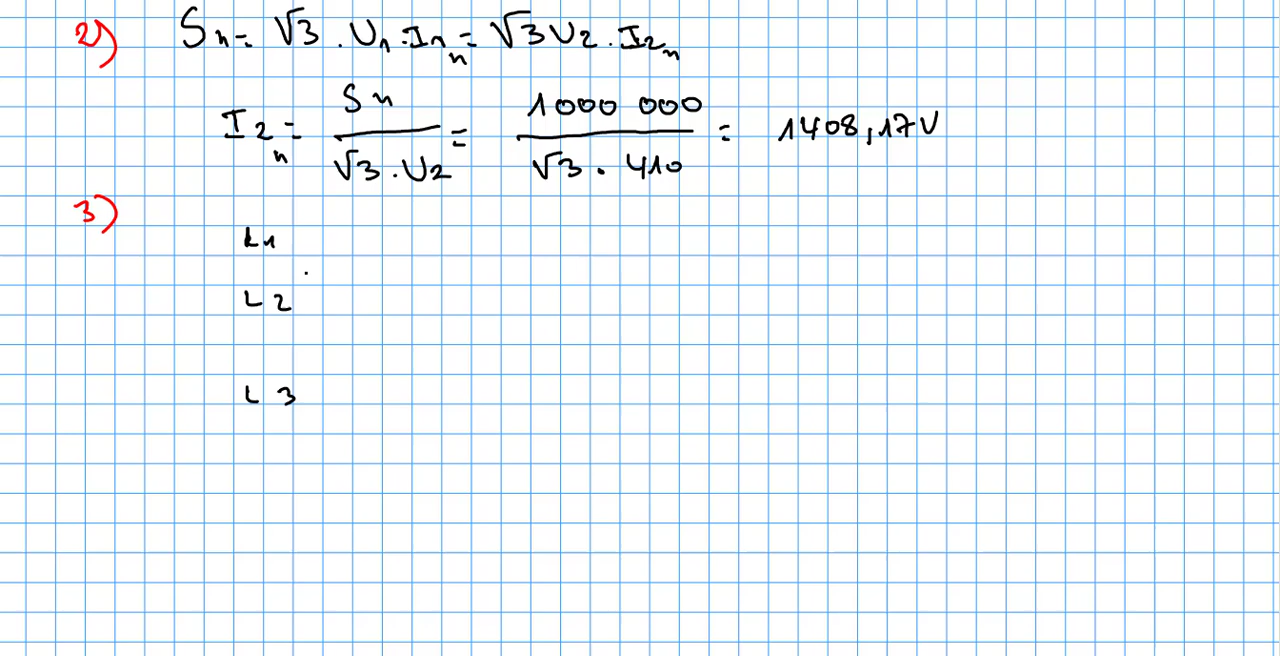 2) Sn = √3 . U1 . I1n = √3 U2 . I2n
I2n = Sn / (√3 . U2) = 1000 000 / (√3 . 410) = 1408,17 V
3)
L1
L2
L3